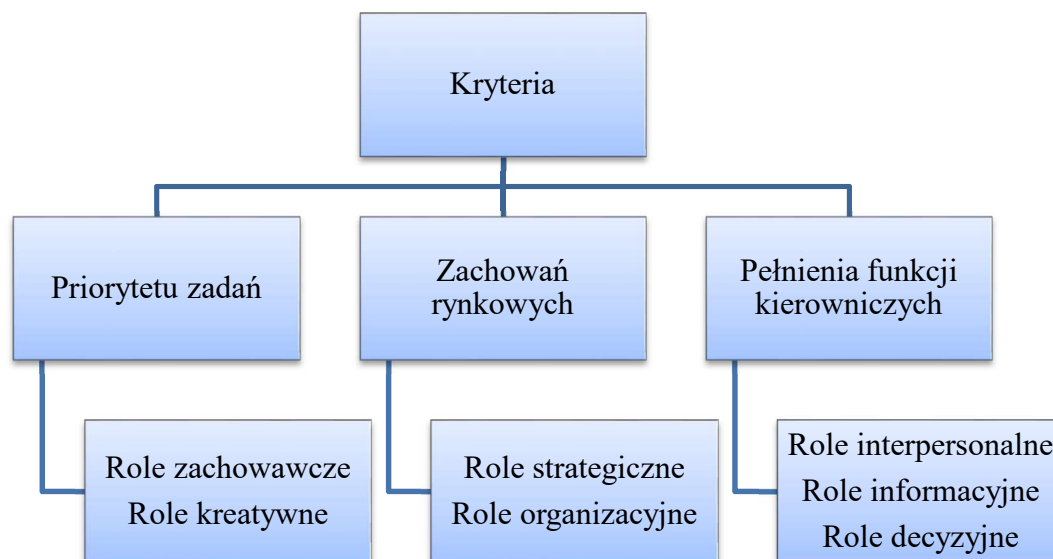 Kryteria
Priorytetu zadań
Zachowań
rynkowych
Pełnienia funkcji
kierowniczych
Role zachowawcze
Role kreatywne
Role strategiczne
Role organizacyjne
Role interpersonalne
Role informacyjne
Role decyzyjne